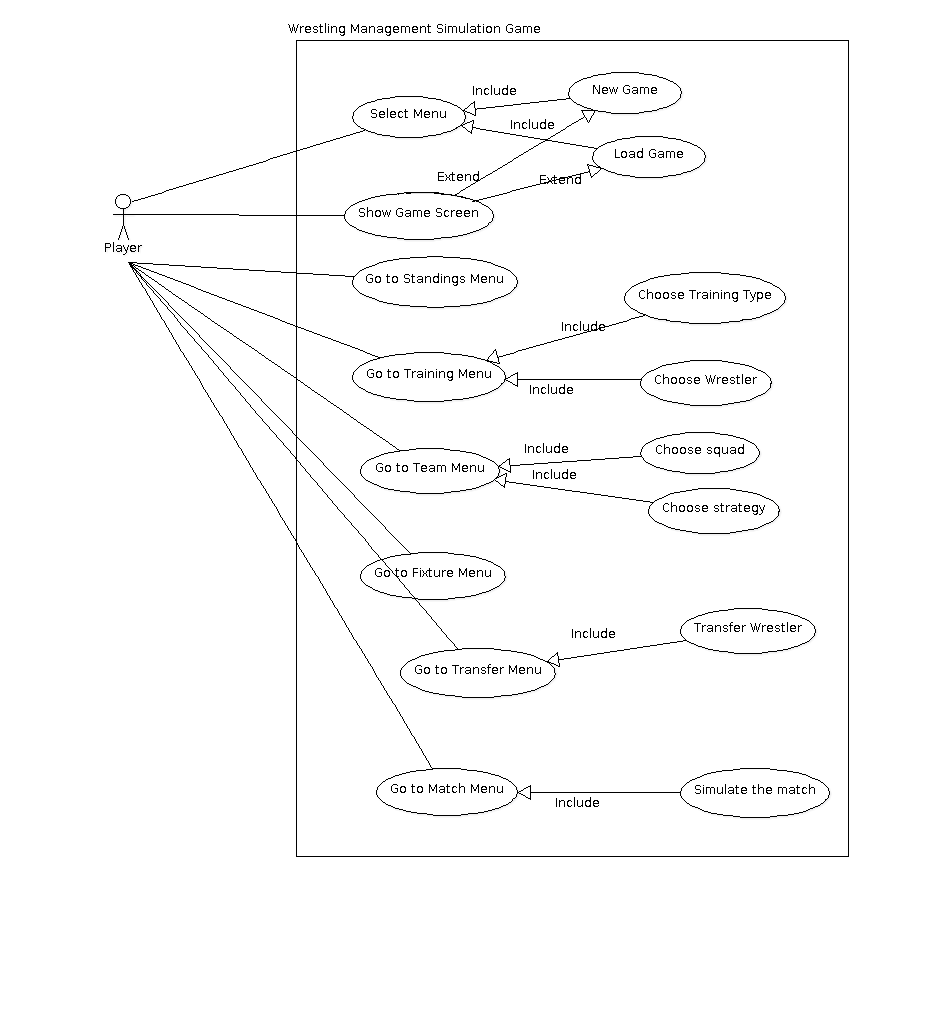 Wrestling Management Simulation Game
Include
New Game
Select Menu
Include
Load Game
Extend
Extend
Show Game Screen
Player
Go to Standings Menu
Choose Training Type
Include
Go to Training Menu
Choose Wrestler
Include
Include
Choose squad
Go to Team Menu
Include
Choose strategy
Go to Fixture Menu
Include
Transfer Wrestler
Go to Transfer Menu
Go to Match Menu
Simulate the match
Include